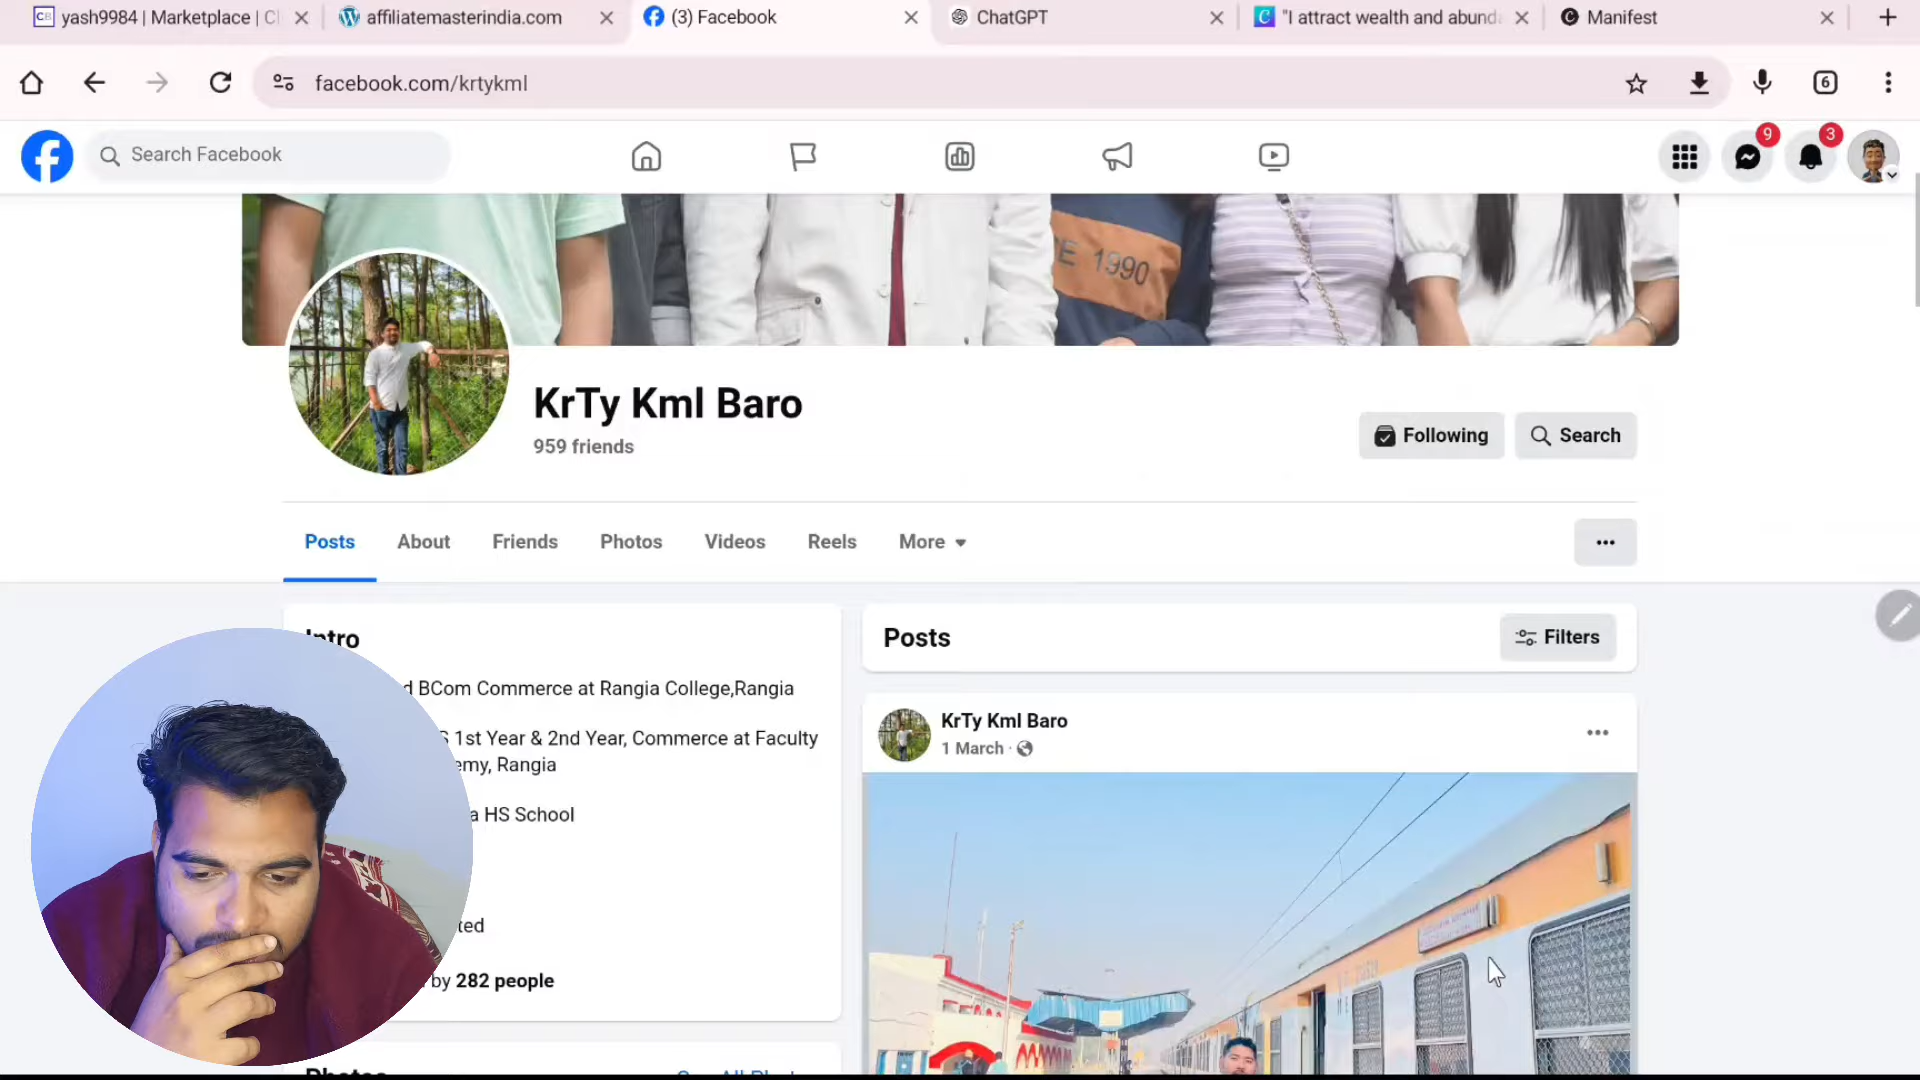 yash9984 | Marketplace | Cl
affiliatemasterindia.com
(3) Facebook
ChatGPT
"I attract wealth and abund
Manifest
facebook.com/krtykml
6
Search Facebook
9
3
E 1990
KrTy Kml Baro
959 friends
Following
Search
Posts
About
Friends
Photos
Videos
Reels
More
Intro
Posts
Filters
d BCom Commerce at Rangia College,Rangia
S 1st Year & 2nd Year, Commerce at Faculty
emy, Rangia
a HS School
ted
by 282 people
KrTy Kml Baro
1 March
Photos